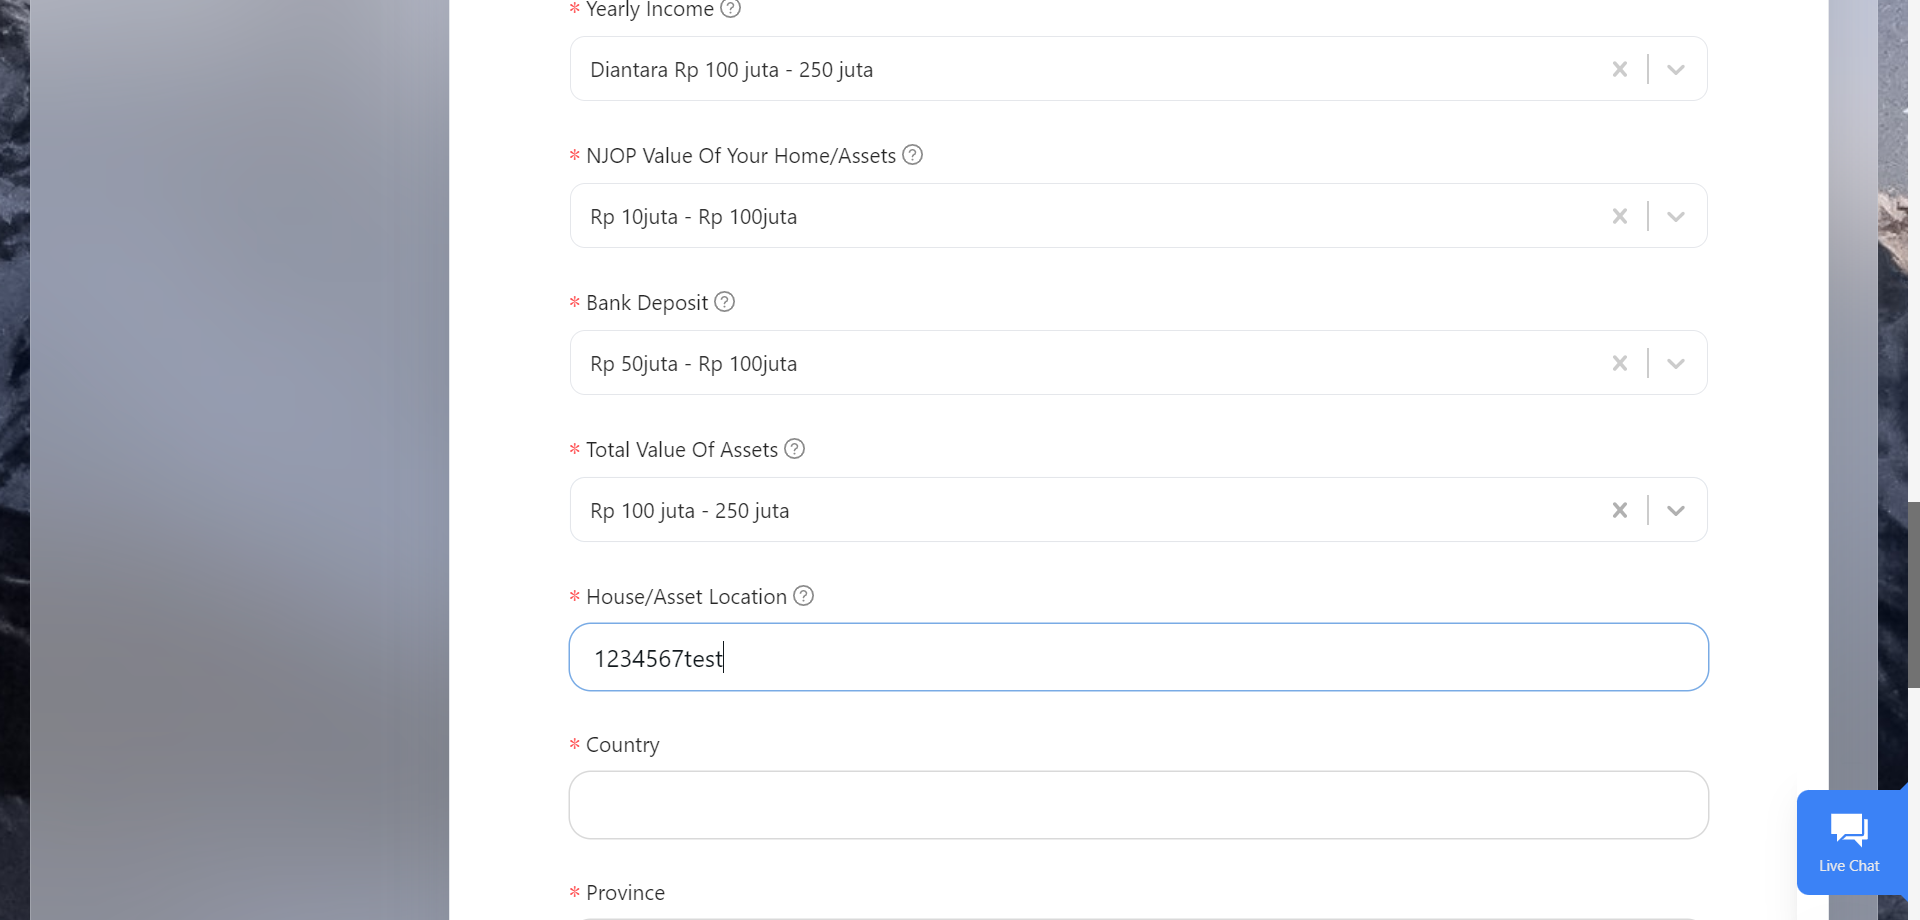 * Yearly Income ?
Diantara Rp 100 juta - 250 juta
* NJOP Value Of Your Home/Assets ?
Rp 10juta - Rp 100juta
* Bank Deposit ?
Rp 50juta - Rp 100juta
* Total Value Of Assets ?
Rp 100 juta - 250 juta
* House/Asset Location ?
1234567test
* Country
Live Chat
* Province